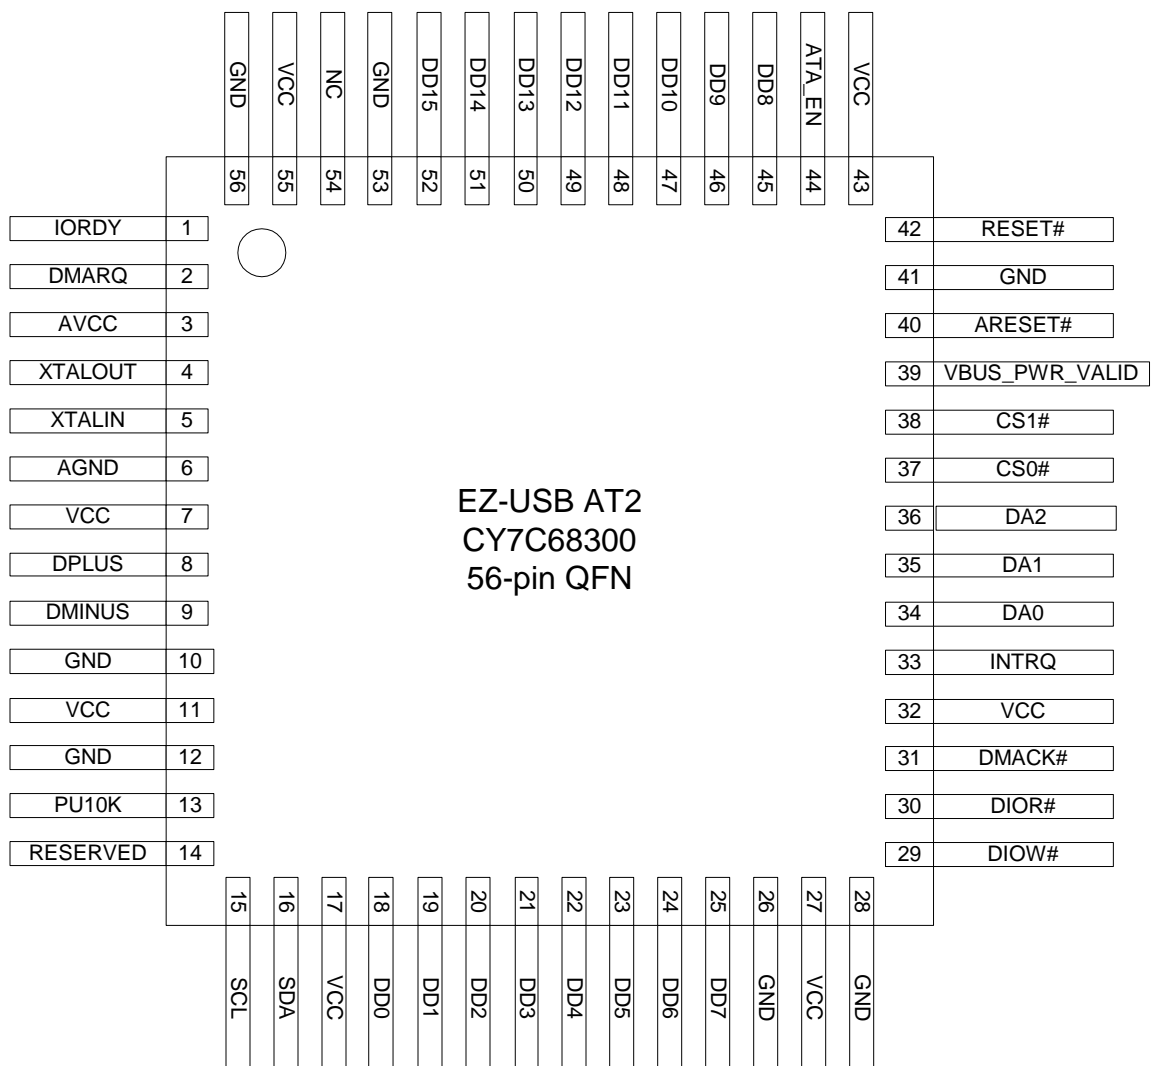 GND VCC NC GND DD15 DD14 DD13 DD12 DD11 DD10 DD9 DD8 ATA_EN VCC
56 55 54 53 52 51 50 49 48 47 46 45 44 43
IORDY 1
DMARQ 2
AVCC 3
XTALOUT 4
XTALIN 5
AGND 6
VCC 7
DPLUS 8
DMINUS 9
GND 10
VCC 11
GND 12
PU10K 13
RESERVED 14
EZ-USB AT2
CY7C68300
56-pin QFN
42 RESET#
41 GND
40 ARESET#
39 VBUS_PWR_VALID
38 CS1#
37 CS0#
36 DA2
35 DA1
34 DA0
33 INTRQ
32 VCC
31 DMACK#
30 DIOR#
29 DIOW#
15 16 17 18 19 20 21 22 23 24 25 26 27 28
SCL SDA VCC DD0 DD1 DD2 DD3 DD4 DD5 DD6 DD7 GND VCC GND